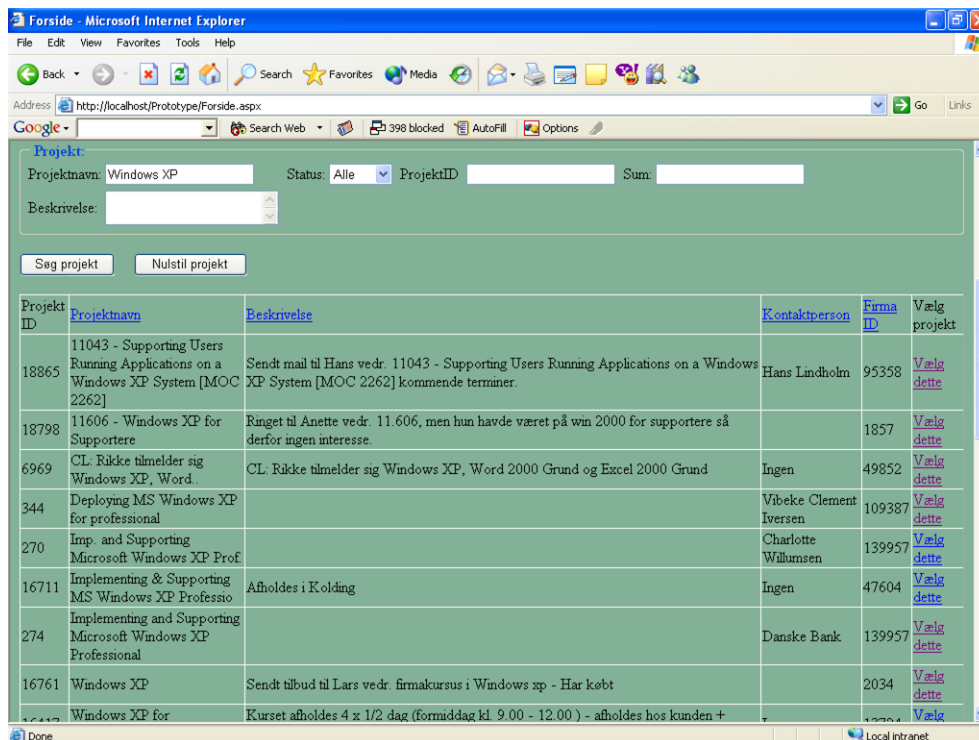 Forside - Microsoft Internet Explorer
File Edit View Favorites Tools Help
Back Search Favorites Media
Address http://localhost/Prototype/Forside.aspx Go Links
Google Search Web 398 blocked AutoFill Options
Projekt:
Projektnavn: Windows XP Status: Alle ProjektID Sum:
Beskrivelse:
Søg projekt Nulstil projekt
Projekt ID Projektnavn Beskrivelse Kontaktperson Firma ID Vælg projekt
18865 11043 - Supporting Users Running Applications on a Windows XP System [MOC 2262] Sendt mail til Hans vedr. 11043 - Supporting Users Running Applications on a Windows XP System [MOC 2262] kommende terminer. Hans Lindholm 95358 Vælg dette
18798 11606 - Windows XP for Supportere Ringet til Anette vedr. 11.606, men hun havde været på win 2000 for supportere så derfor ingen interesse. 1857 Vælg dette
6969 CL: Rikke tilmelder sig Windows XP, Word.. CL: Rikke tilmelder sig Windows XP, Word 2000 Grund og Excel 2000 Grund Ingen 49852 Vælg dette
344 Deploying MS Windows XP for professional Vibeke Clement Iversen 109387 Vælg dette
270 Imp. and Supporting Microsoft Windows XP Prof. Charlotte Willumsen 139957 Vælg dette
16711 Implementing & Supporting MS Windows XP Professio Afholdes i Kolding Ingen 47604 Vælg dette
274 Implementing and Supporting Microsoft Windows XP Professional Danske Bank 139957 Vælg dette
16761 Windows XP Sendt tilbud til Lars vedr. firmakursus i Windows xp - Har købt 2034 Vælg dette
Windows XP for Kurset afholdes 4 x 1/2 dag (formiddag kl. 9.00 - 12.00 ) - afholdes hos kunden + Vælg
Done Local intranet